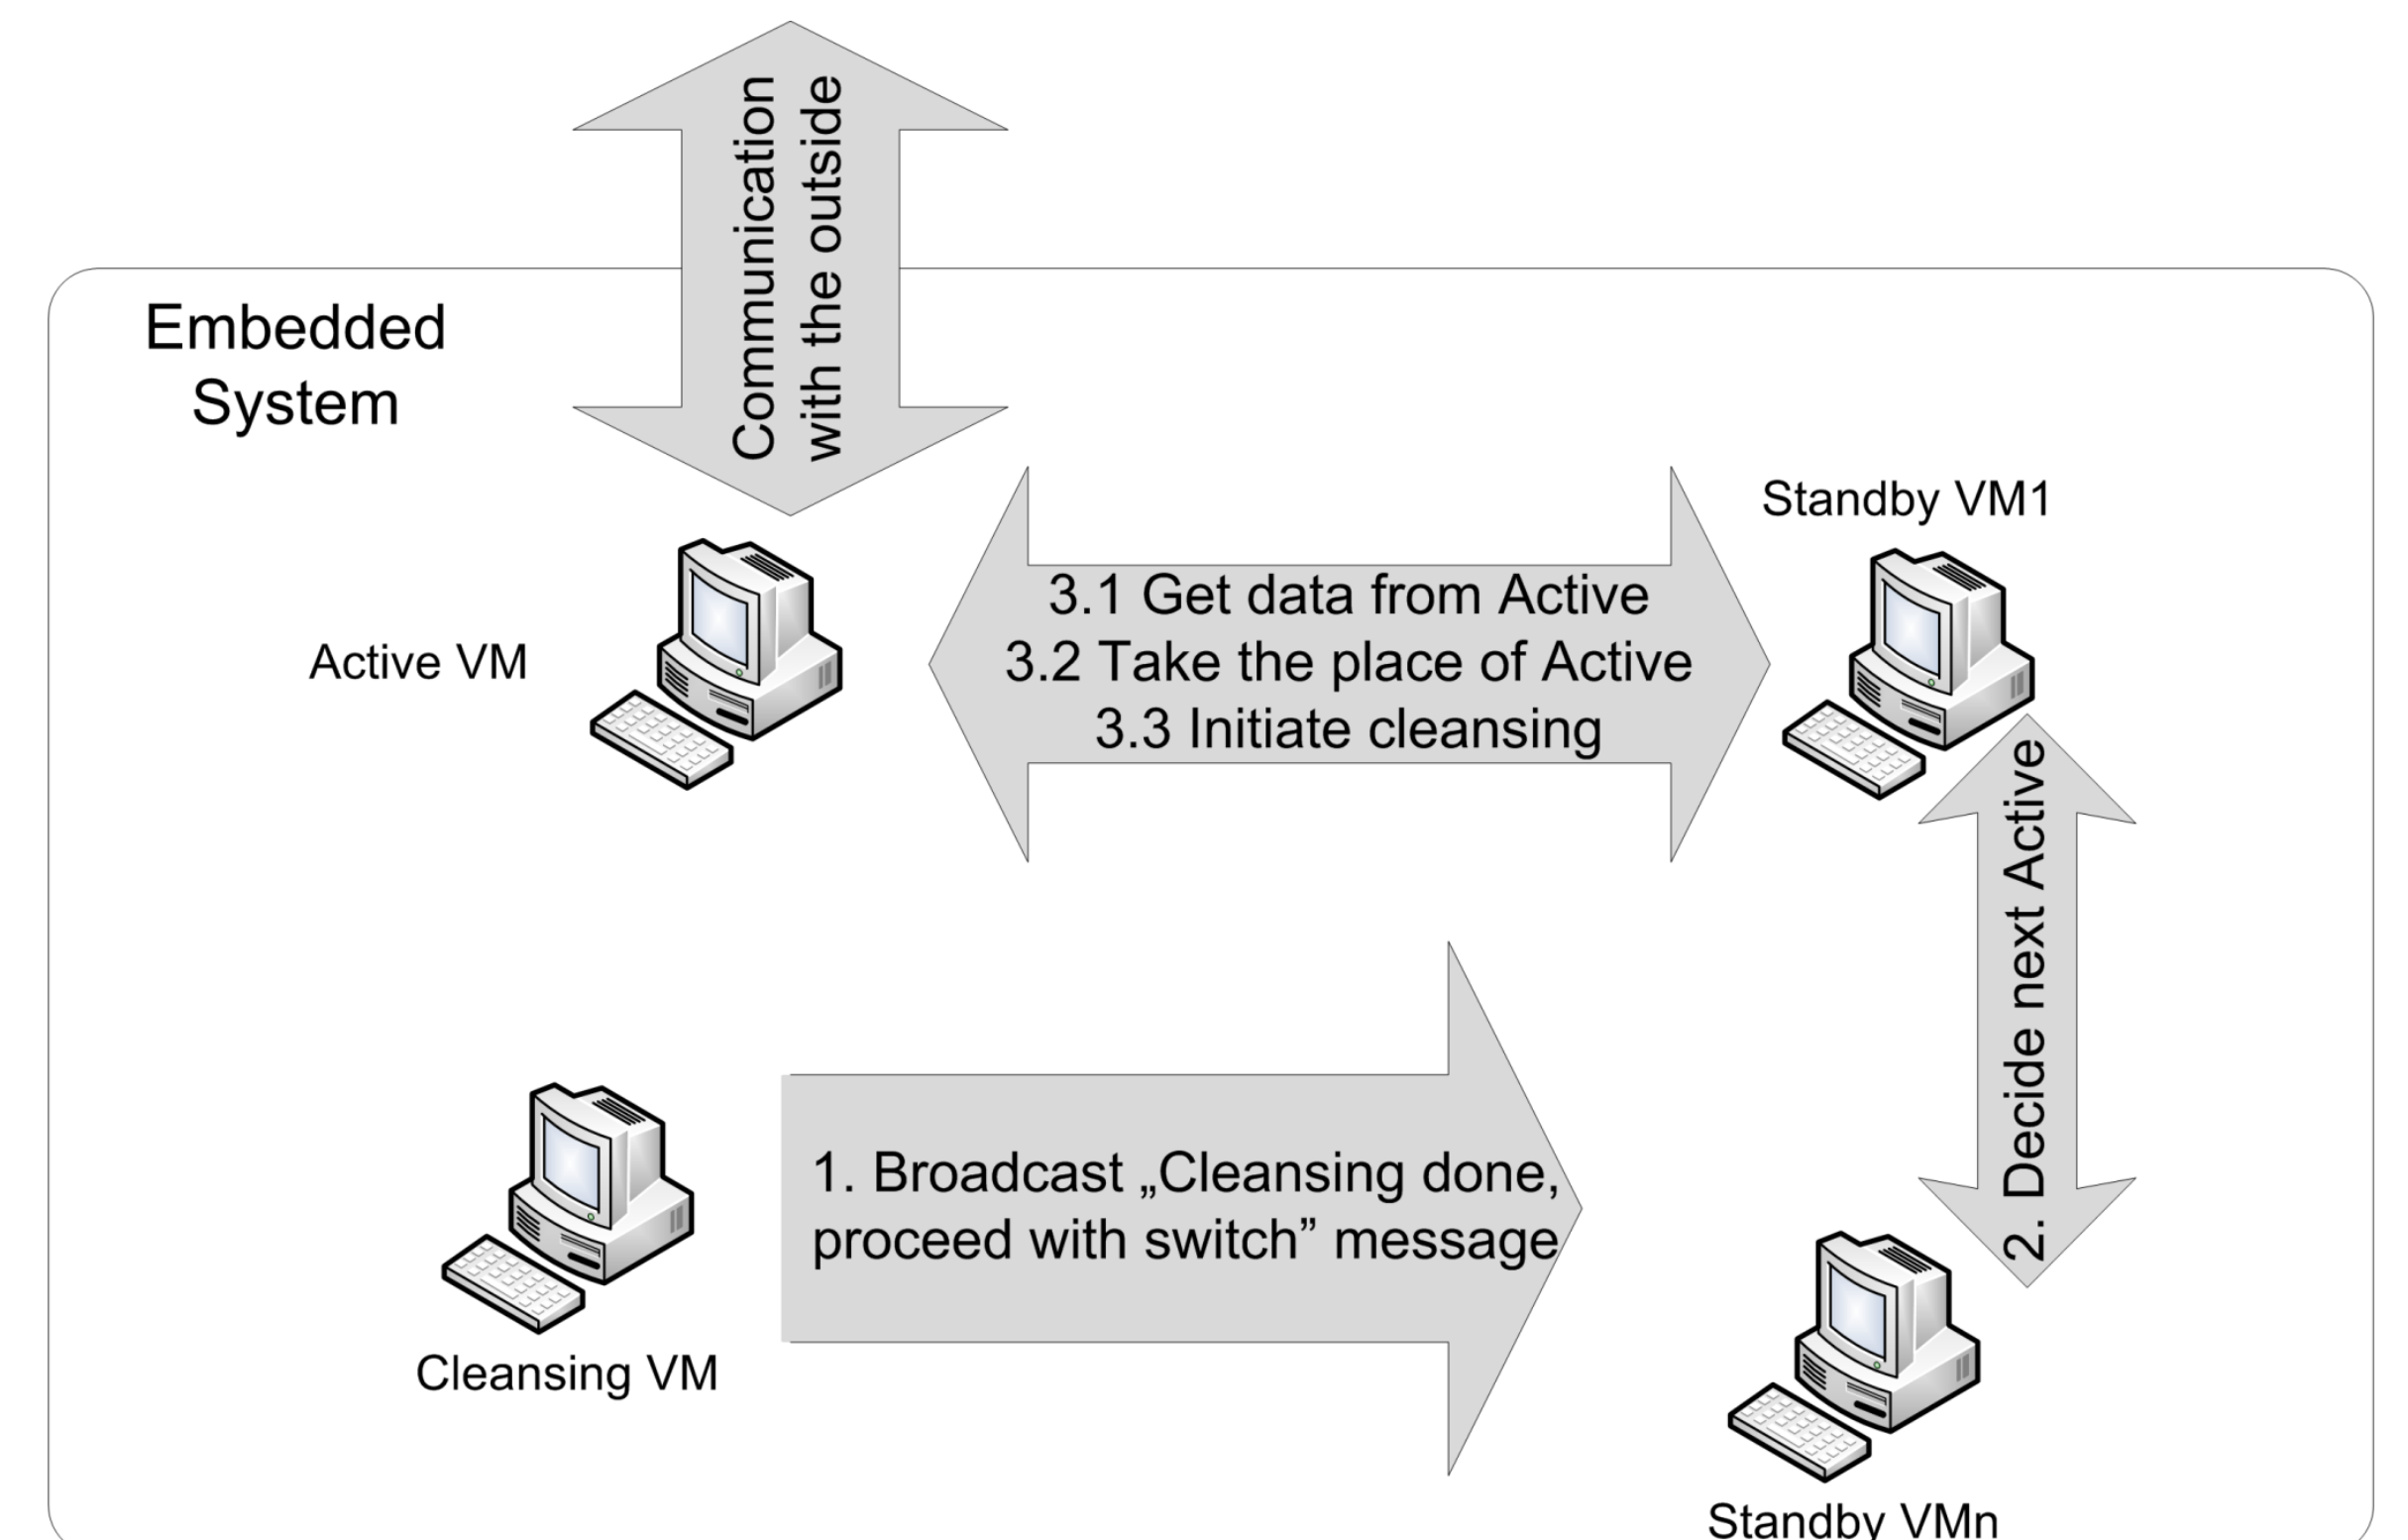 Communication
with the outside
Embedded
System
Standby VM1
3.1 Get data from Active
3.2 Take the place of Active
3.3 Initiate cleansing
Active VM
2. Decide next Active
1. Broadcast „Cleansing done,
proceed with switch” message
Cleansing VM
Standby VMn